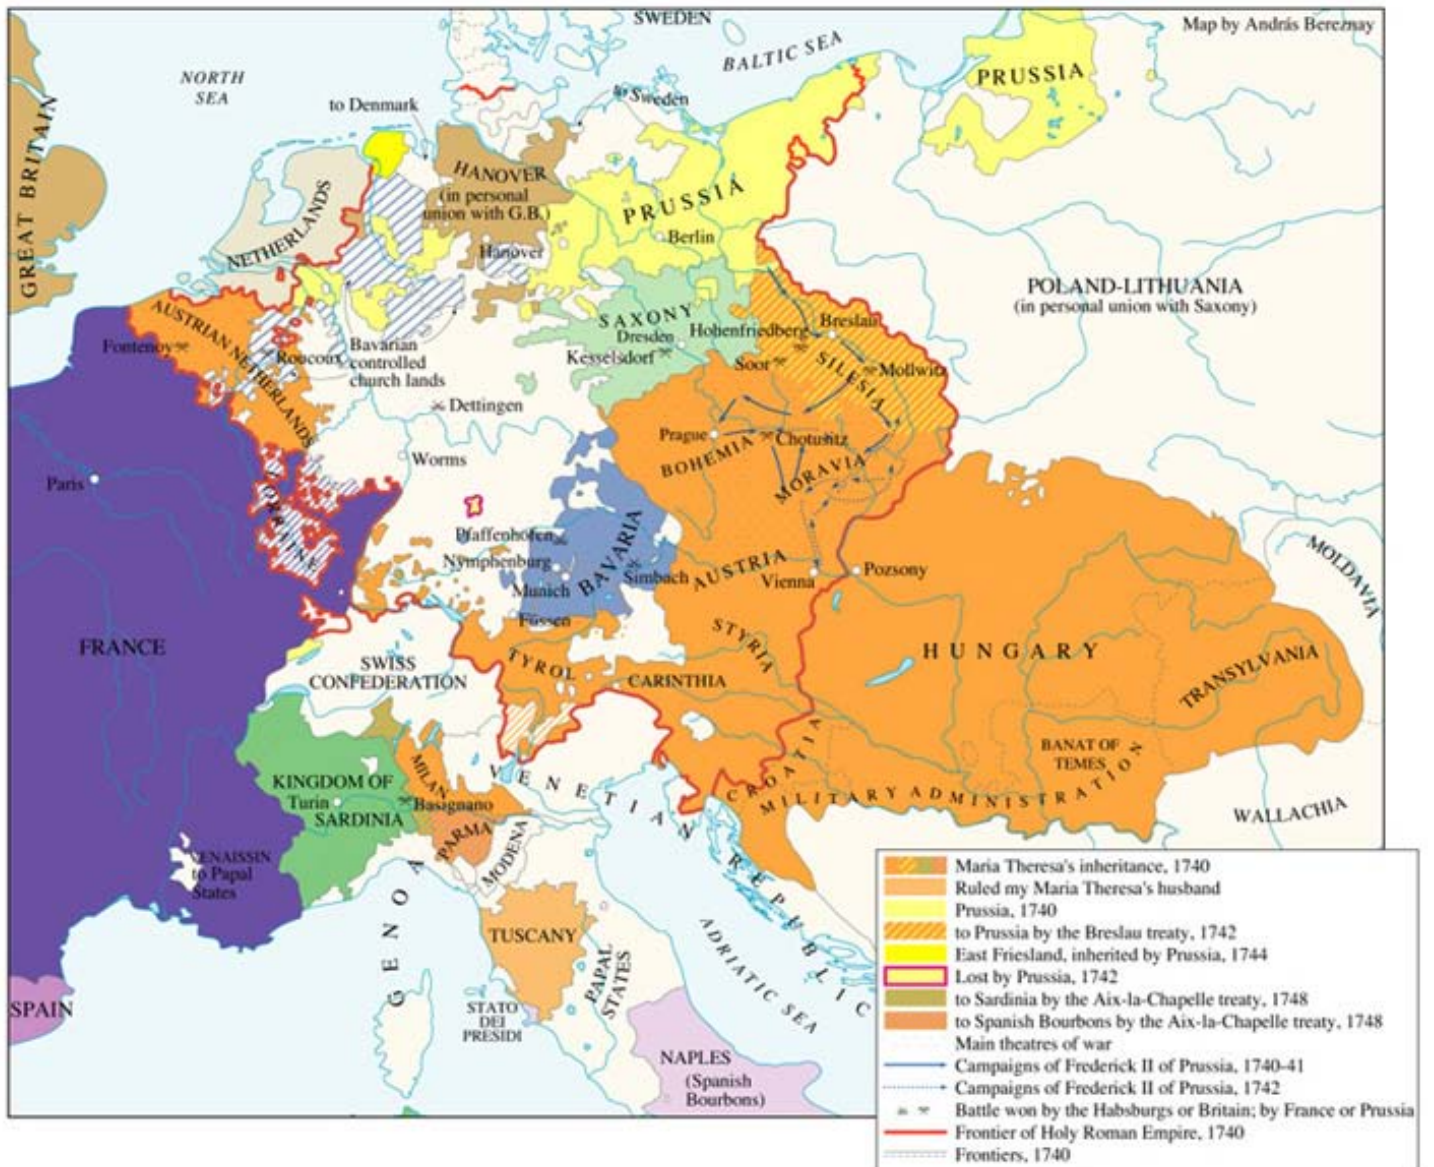 SWEDEN
Map by András Bereznay
BALTIC SEA
NORTH
SEA
PRUSSIA
to Denmark
to Sweden
GREAT BRITAIN
HANOVER
(in personal
union with G.B.)
PRUSSIA
NETHERLANDS
Berlin
Hanover
POLAND-LITHUANIA
(in personal union with Saxony)
AUSTRIAN NETHERLANDS
SAXONY
Hohenfriedberg
Breslau
Dresden
Fontenoy
Roucoux
Bavarian
controlled
church lands
Kesselsdorf
Soor
SILESIA
Mollwitz
Dettingen
Prague
Chotusitz
BOHEMIA
MORAVIA
Worms
Paris
LORRAINE
Pfaffenhofen
Nymphenburg
BAVARIA
Munich
Simbach
Füssen
AUSTRIA
Vienna
Pozsony
MOLDAVIA
FRANCE
STYRIA
HUNGARY
SWISS
CONFEDERATION
TYROL
CARINTHIA
TRANSYLVANIA
KINGDOM OF
SARDINIA
Turin
MILAN
Basignano
VENETIAN REPUBLIC
CROATIA
BANAT OF
TEMES
MILITARY ADMINISTRATION
WALLACHIA
PARMA
MODENA
VENAISSIN
to Papal
States
GENOA
TUSCANY
PAPAL
STATES
ADRIATIC SEA
SPAIN
STATO
DEI
PRESIDI
NAPLES
(Spanish
Bourbons)
Maria Theresa's inheritance, 1740
Ruled my Maria Theresa's husband
Prussia, 1740
to Prussia by the Breslau treaty, 1742
East Friesland, inherited by Prussia, 1744
Lost by Prussia, 1742
to Sardinia by the Aix-la-Chapelle treaty, 1748
to Spanish Bourbons by the Aix-la-Chapelle treaty, 1748
Main theatres of war
Campaigns of Frederick II of Prussia, 1740-41
Campaigns of Frederick II of Prussia, 1742
Battle won by the Habsburgs or Britain; by France or Prussia
Frontier of Holy Roman Empire, 1740
Frontiers, 1740